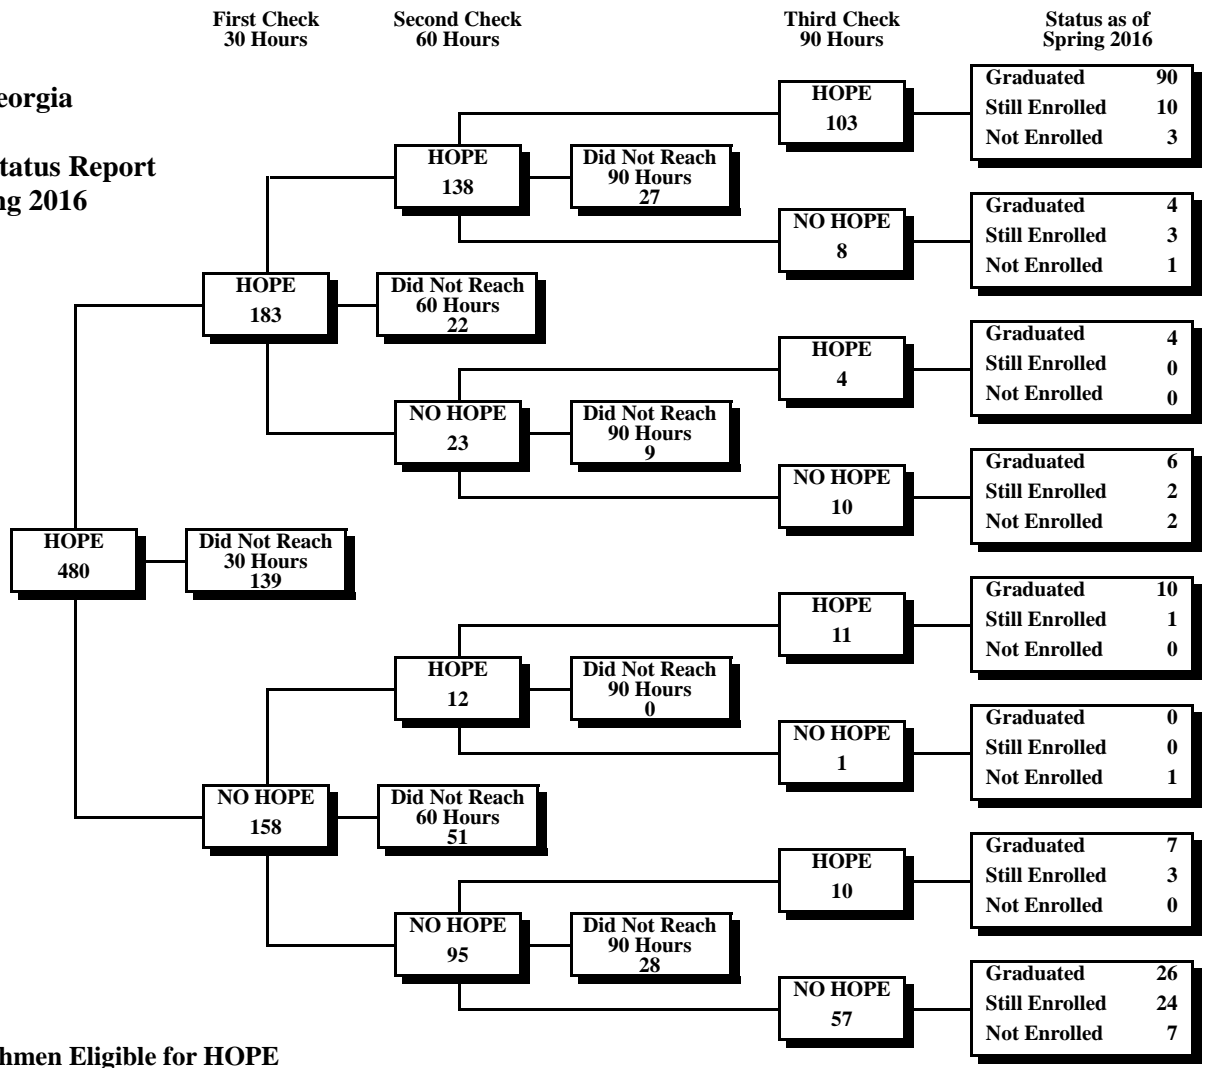 First Check
30 Hours
Second Check
60 Hours
Third Check
90 Hours
Status as of
Spring 2016
eorgia
tatus Report
ng 2016
HOPE
480
Did Not Reach
30 Hours
139
HOPE
183
Did Not Reach
60 Hours
22
NO HOPE
158
Did Not Reach
60 Hours
51
HOPE
138
Did Not Reach
90 Hours
27
NO HOPE
23
Did Not Reach
90 Hours
9
HOPE
12
Did Not Reach
90 Hours
0
NO HOPE
95
Did Not Reach
90 Hours
28
HOPE
103
Graduated 90
Still Enrolled 10
Not Enrolled 3
NO HOPE
8
Graduated 4
Still Enrolled 3
Not Enrolled 1
HOPE
4
Graduated 4
Still Enrolled 0
Not Enrolled 0
NO HOPE
10
Graduated 6
Still Enrolled 2
Not Enrolled 2
HOPE
11
Graduated 10
Still Enrolled 1
Not Enrolled 0
NO HOPE
1
Graduated 0
Still Enrolled 0
Not Enrolled 1
HOPE
10
Graduated 7
Still Enrolled 3
Not Enrolled 0
NO HOPE
57
Graduated 26
Still Enrolled 24
Not Enrolled 7
hmen Eligible for HOPE